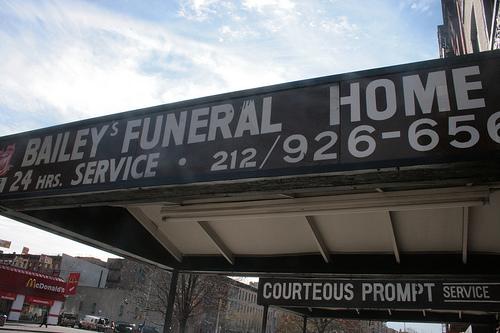 BAILEY'S FUNERAL HOME
24 HRS. SERVICE • 212/926-656
COURTEOUS PROMPT SERVICE
McDonald's